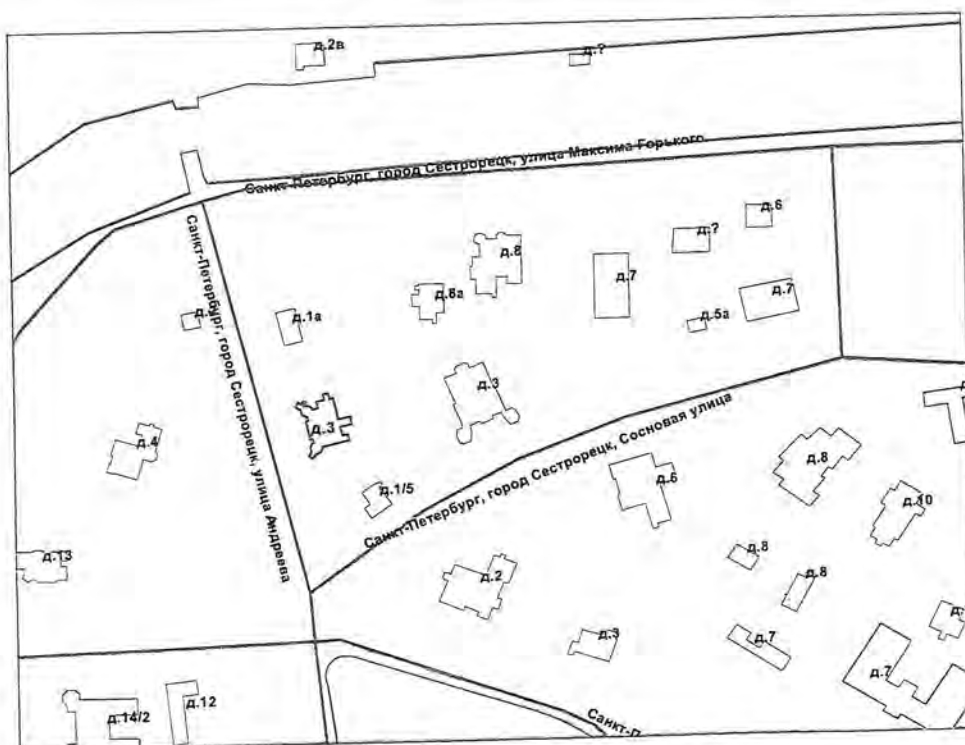 д.2в
д.?
Санкт-Петербург, город Сестрорецк, улица Максима Горького
д.6
д.?
д.8
д.7
д.8а
д.7
д.1а
д.5а
Санкт-Петербург, город Сестрорецк, улица Андреева
д.3
д.3
д.4
Санкт-Петербург, город Сестрорецк, Сосновая улица
д.8
д.6
д.1/5
д.10
д.13
д.8
д.2
д.8
д.3
д.7
д.7
д.14/2
д.12
Санкт-П